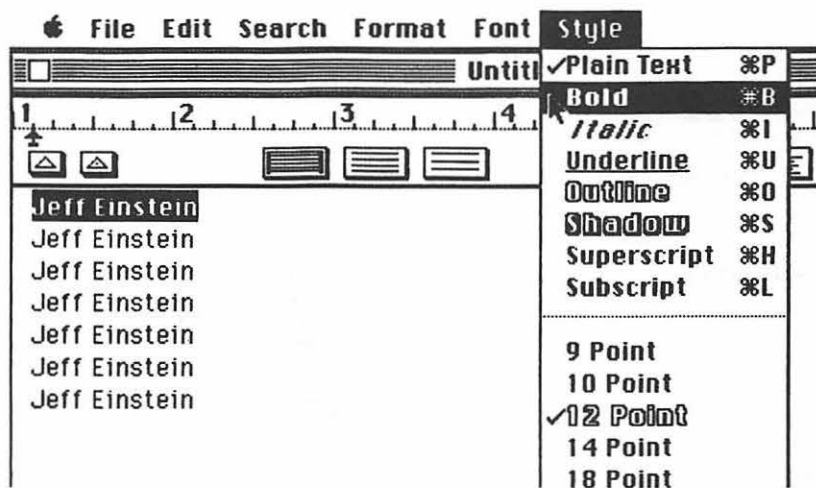 File Edit Search Format Font Style
Untitl
1 2 3 4
Jeff Einstein
Jeff Einstein
Jeff Einstein
Jeff Einstein
Jeff Einstein
Jeff Einstein
Jeff Einstein
✓Plain Text ⌘P
Bold ⌘B
Italic ⌘I
Underline ⌘U
Outline ⌘O
Shadow ⌘S
Superscript ⌘H
Subscript ⌘L
9 Point
10 Point
✓12 Point
14 Point
18 Point